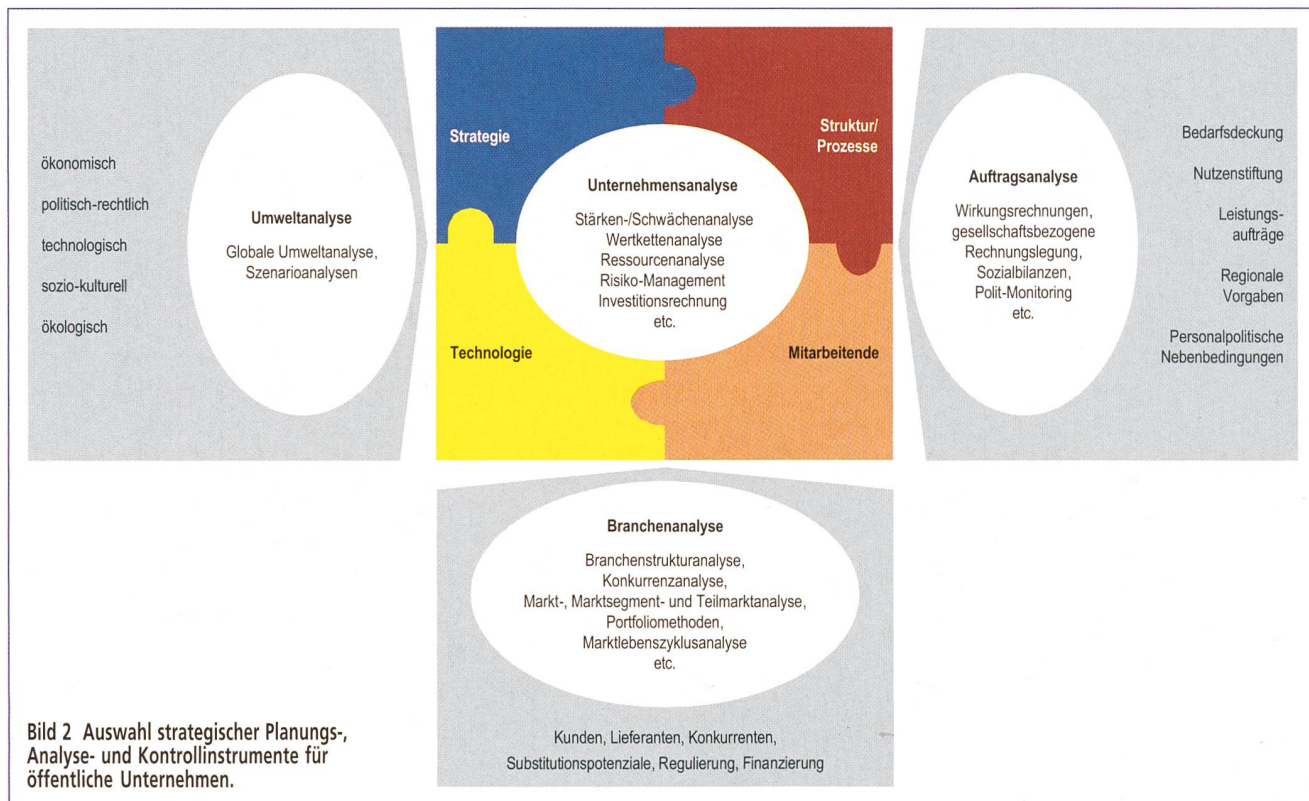 ökonomisch
politisch-rechtlich
technologisch
sozio-kulturell
ökologisch
Umweltanalyse
Globale Umweltanalyse,
Szenarioanalysen
Strategie
Struktur/
Prozesse
Unternehmensanalyse
Stärken-/Schwächenanalyse
Wertkettenanalyse
Ressourcenanalyse
Risiko-Management
Investitionsrechnung
etc.
Technologie
Mitarbeitende
Auftragsanalyse
Wirkungsrechnungen,
gesellschaftsbezogene
Rechnungslegung,
Sozialbilanzen,
Polit-Monitoring
etc.
Bedarfsdeckung
Nutzenstiftung
Leistungs-
aufträge
Regionale
Vorgaben
Personalpolitische
Nebenbedingungen
Branchenanalyse
Branchenstrukturanalyse,
Konkurrenzanalyse,
Markt-, Marktsegment- und Teilmarktanalyse,
Portfoliomethoden,
Marktlebenszyklusanalyse
etc.
Kunden, Lieferanten, Konkurrenten,
Substitutionspotenziale, Regulierung, Finanzierung
Bild 2 Auswahl strategischer Planungs-,
Analyse- und Kontrollinstrumente für
öffentliche Unternehmen.